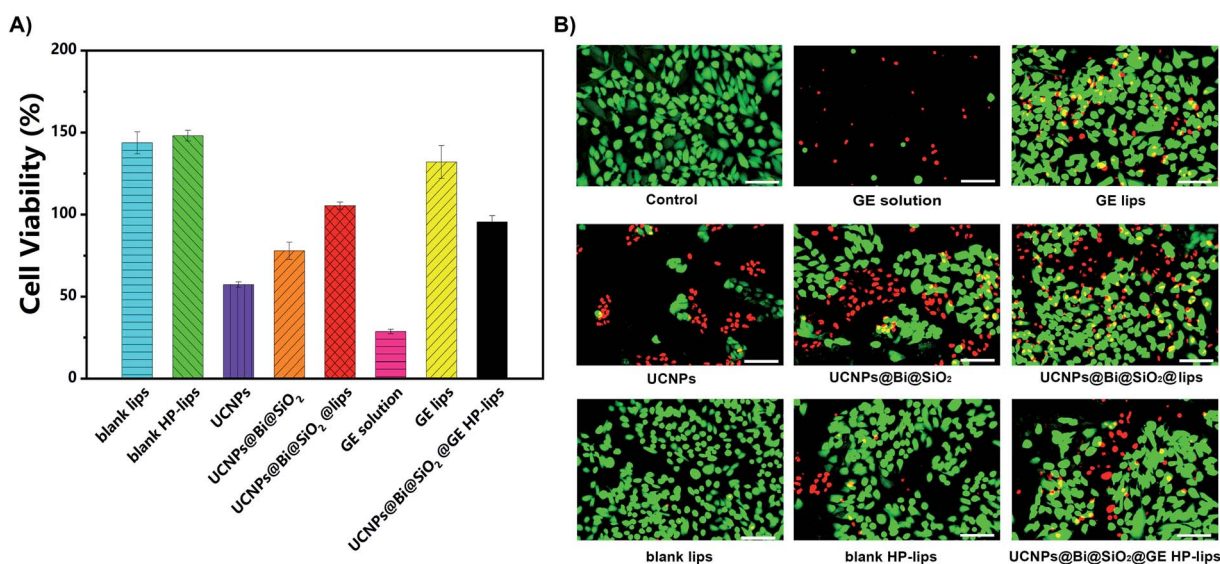 A)
Cell Viability (%)
200
150
100
50
0
blank lips
blank HP-lips
UCNPs
UCNPs@Bi@SiO₂
UCNPs@Bi@SiO₂@lips
GE solution
GE lips
UCNPs@Bi@SiO₂@GE HP-lips
B)
Control
GE solution
GE lips
UCNPs
UCNPs@Bi@SiO₂
UCNPs@Bi@SiO₂@lips
blank lips
blank HP-lips
UCNPs@Bi@SiO₂@GE HP-lips